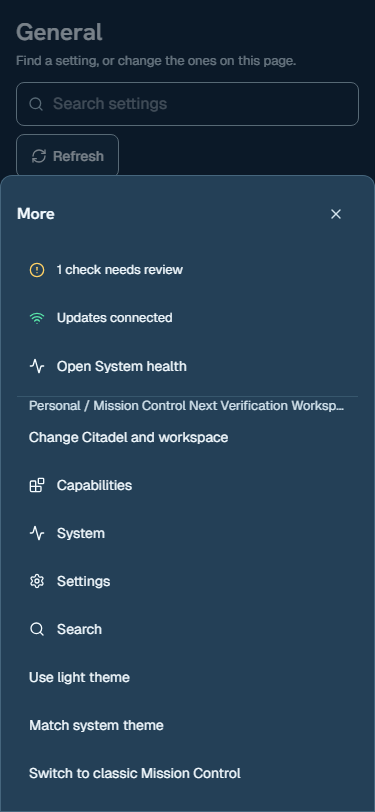 General
Find a setting, or change the ones on this page.
Search settings
Refresh
More
1 check needs review
Updates connected
Open System health
Personal / Mission Control Next Verification Worksp...
Change Citadel and workspace
Capabilities
System
Settings
Search
Use light theme
Match system theme
Switch to classic Mission Control